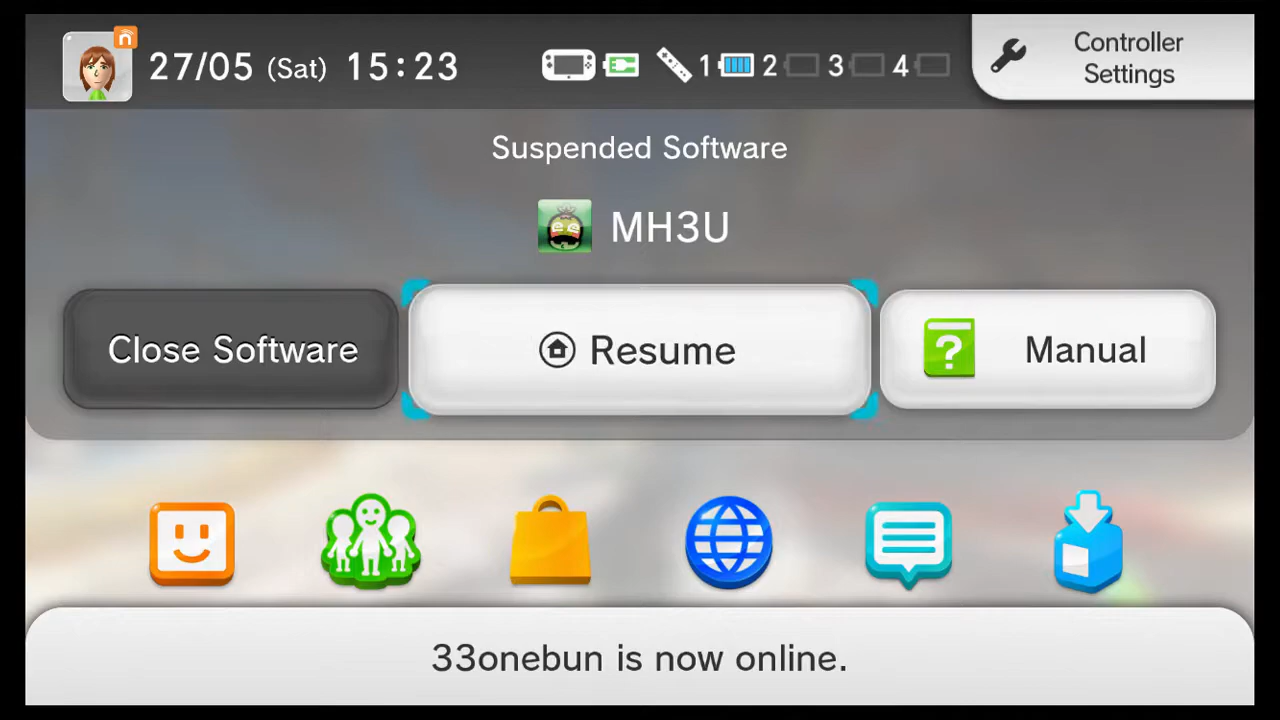 27/05 (Sat) 15:23
1 2 3 4
Controller
Settings
Suspended Software
MH3U
Close Software
Resume
? Manual
33onebun is now online.